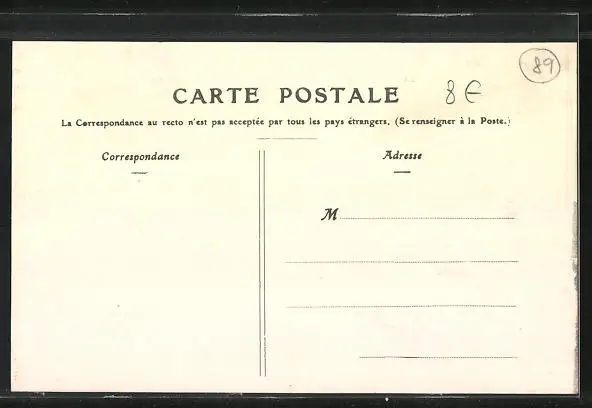 89
CARTE POSTALE 8€
La Correspondance au recto n'est pas acceptée par tous les pays étrangers. (Se renseigner à la Poste.)
Correspondance
Adresse
M